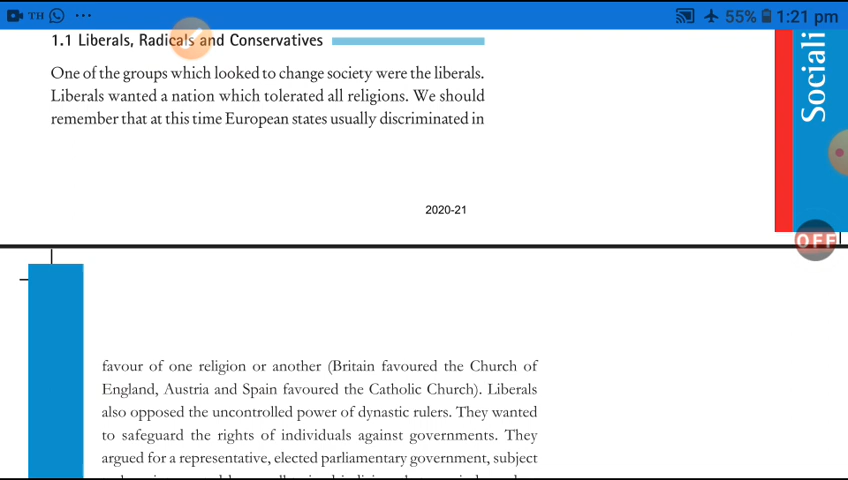 TH ... 55% 1:21 pm
1.1 Liberals, Radicals and Conservatives
One of the groups which looked to change society were the liberals.
Liberals wanted a nation which tolerated all religions. We should
remember that at this time European states usually discriminated in
Sociali
2020-21
OFF
favour of one religion or another (Britain favoured the Church of
England, Austria and Spain favoured the Catholic Church). Liberals
also opposed the uncontrolled power of dynastic rulers. They wanted
to safeguard the rights of individuals against governments. They
argued for a representative, elected parliamentary government, subject